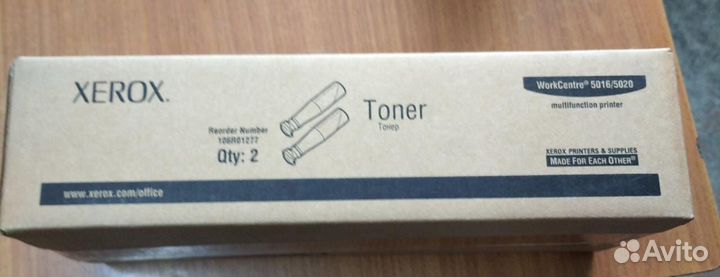 XEROX.
Reorder Number
106R01277
Qty: 2
Toner
Тонер
WorkCentre® 5016/5020
multifunction printer
XEROX PRINTERS & SUPPLIES
MADE FOR EACH OTHER®
www.xerox.com/office
Avito